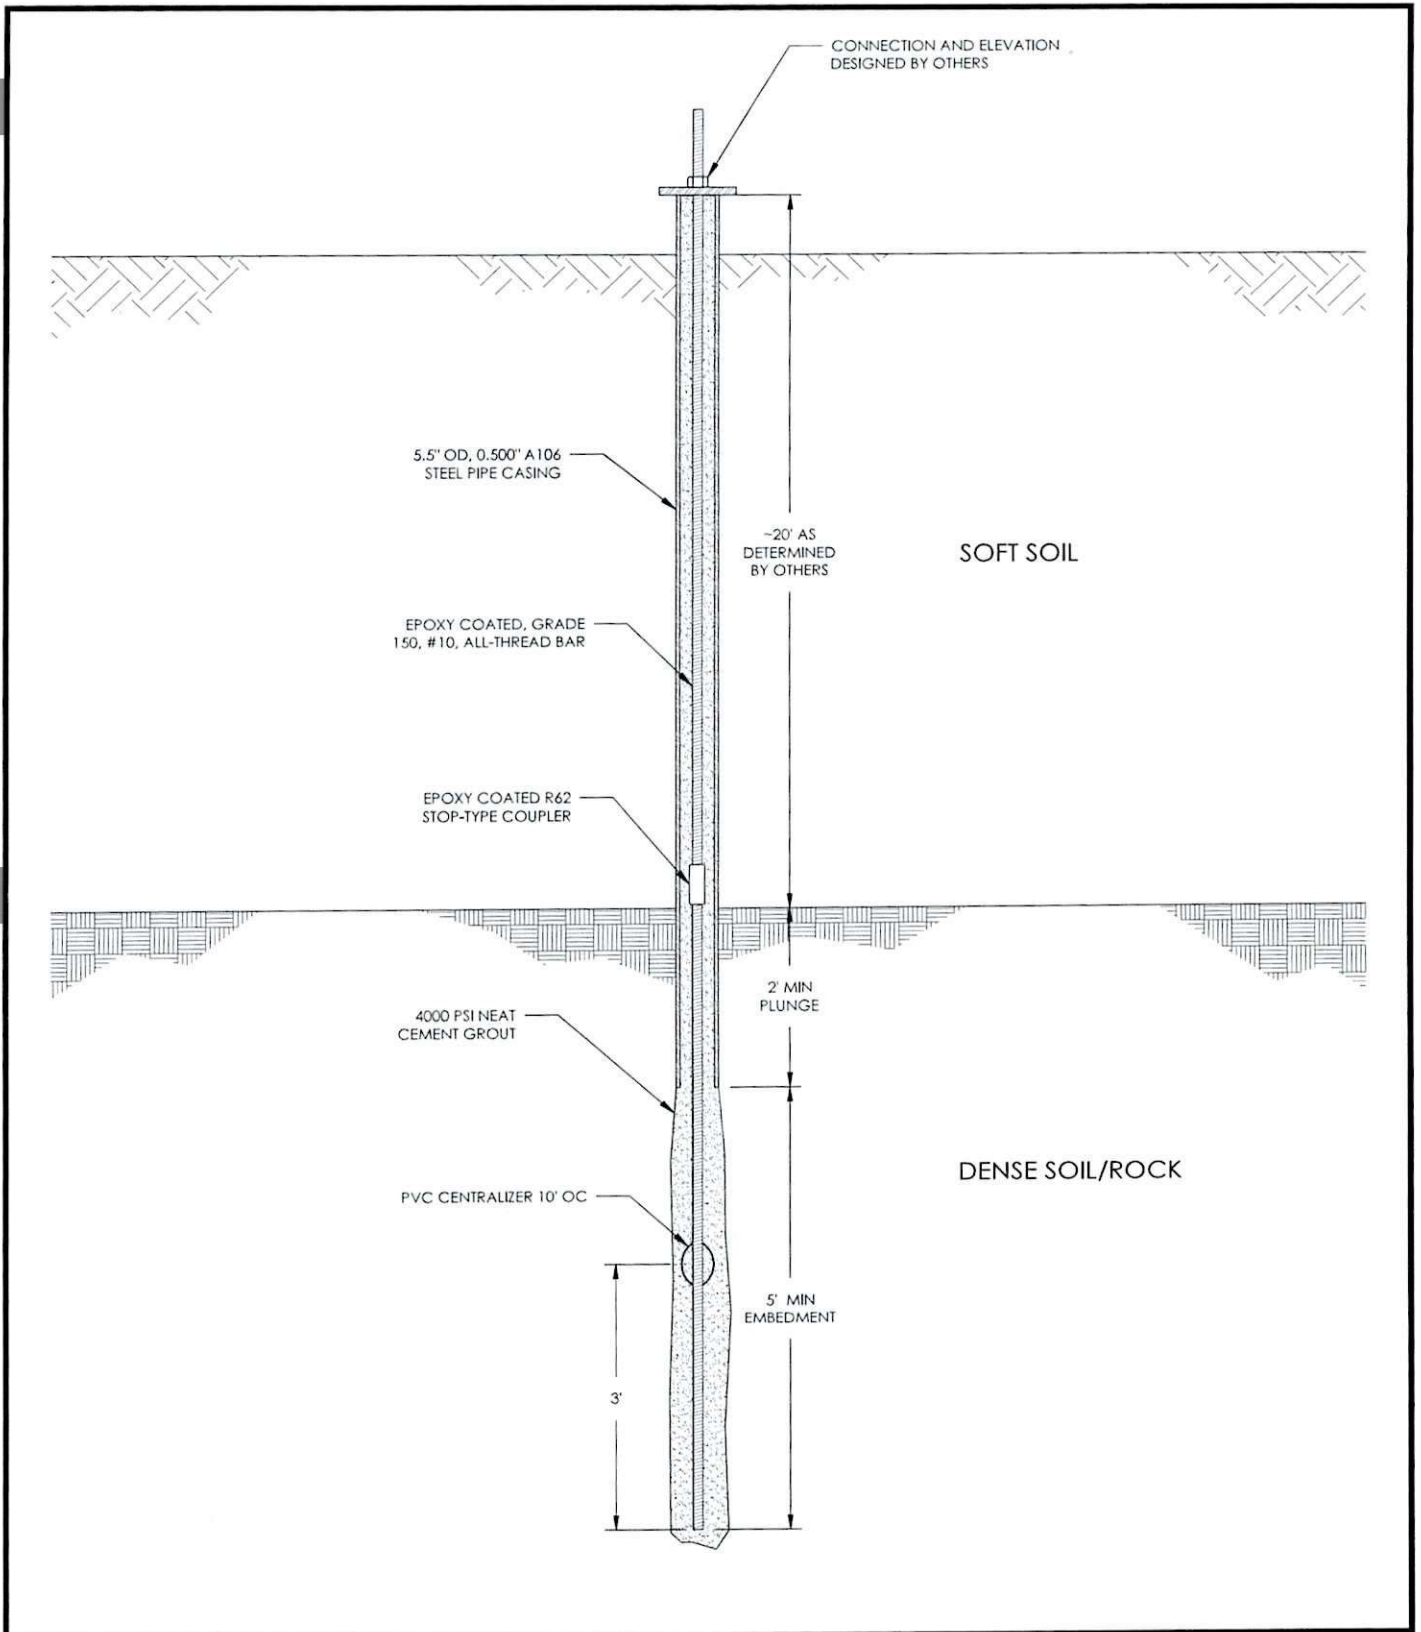 CONNECTION AND ELEVATION
DESIGNED BY OTHERS
5.5" OD, 0.500" A106
STEEL PIPE CASING
~20' AS
DETERMINED
BY OTHERS
SOFT SOIL
EPOXY COATED, GRADE
150, #10, ALL-THREAD BAR
EPOXY COATED R62
STOP-TYPE COUPLER
2' MIN
PLUNGE
4000 PSI NEAT
CEMENT GROUT
DENSE SOIL/ROCK
PVC CENTRALIZER 10' OC
5' MIN
EMBEDMENT
3'